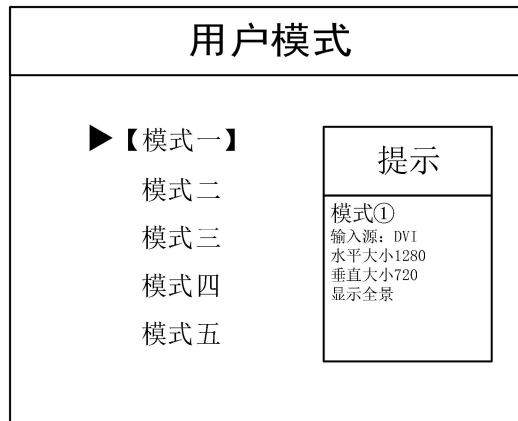 用户模式
▶【模式一】
模式二
模式三
模式四
模式五
提示
模式①
输入源：DVI
水平大小1280
垂直大小720
显示全景